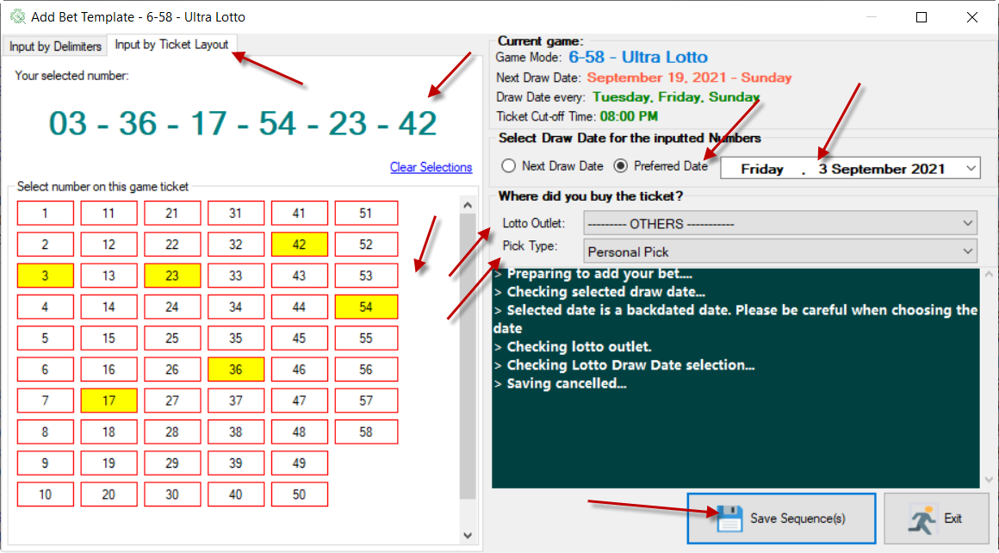 Add Bet Template - 6-58 - Ultra Lotto
Input by Delimiters
Input by Ticket Layout
Your selected number:
03 - 36 - 17 - 54 - 23 - 42
Clear Selections
Select number on this game ticket
1 11 21 31 41 51
2 12 22 32 42 52
3 13 23 33 43 53
4 14 24 34 44 54
5 15 25 35 45 55
6 16 26 36 46 56
7 17 27 37 47 57
8 18 28 38 48 58
9 19 29 39 49
10 20 30 40 50
Current game:
Game Mode: 6-58 - Ultra Lotto
Next Draw Date: September 19, 2021 - Sunday
Draw Date every: Tuesday, Friday, Sunday
Ticket Cut-off Time: 08:00 PM
Select Draw Date for the inputted Numbers
Next Draw Date Preferred Date Friday , 3 September 2021
Where did you buy the ticket?
Lotto Outlet: --------- OTHERS -----------
Pick Type: Personal Pick
> Preparing to add your bet....
> Checking selected draw date...
> Selected date is a backdated date. Please be careful when choosing the
date
> Checking lotto outlet.
> Checking Lotto Draw Date selection...
> Saving cancelled...
Save Sequence(s)
Exit